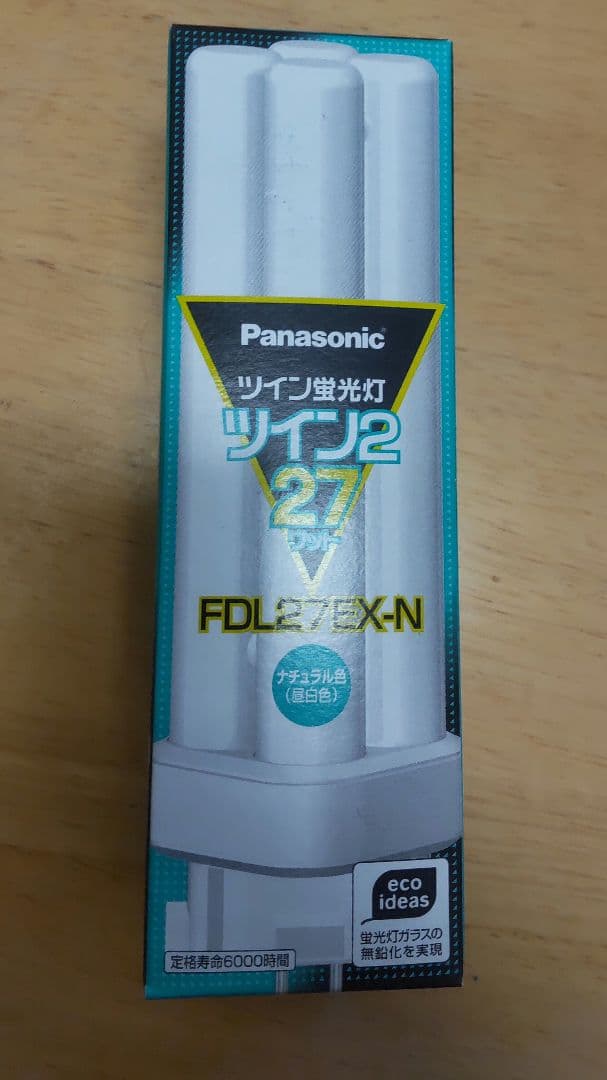 Panasonic
ツイン蛍光灯
ツイン2
27
ワット
FDL27EX-N
ナチュラル色
(昼白色)
eco
ideas
蛍光灯ガラスの
無鉛化を実現
定格寿命6000時間